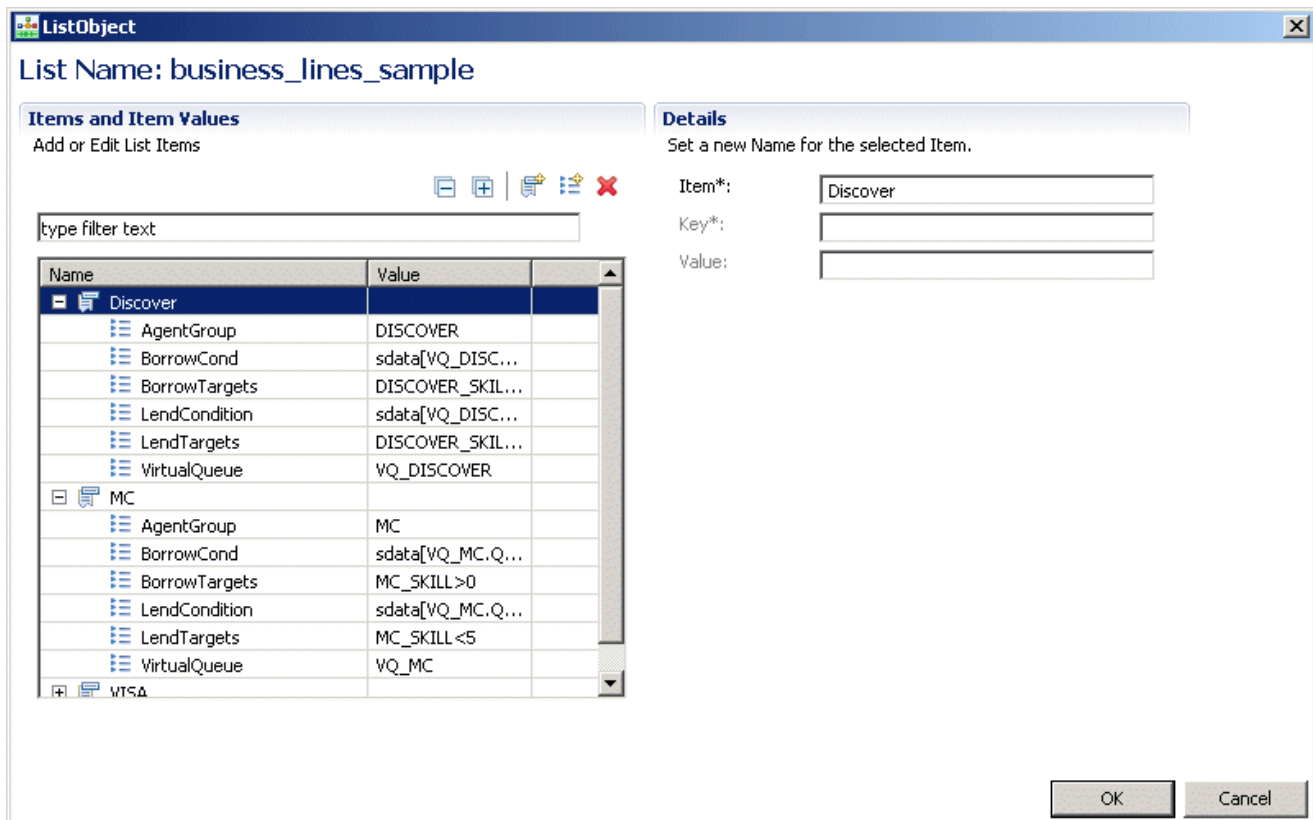 ListObject
List Name: business_lines_sample
Items and Item Values
Add or Edit List Items
type filter text
Name Value
Discover
AgentGroup DISCOVER
BorrowCond sdata[VQ_DISC...
BorrowTargets DISCOVER_SKIL...
LendCondition sdata[VQ_DISC...
LendTargets DISCOVER_SKIL...
VirtualQueue VQ_DISCOVER
MC
AgentGroup MC
BorrowCond sdata[VQ_MC.Q...
BorrowTargets MC_SKILL>0
LendCondition sdata[VQ_MC.Q...
LendTargets MC_SKILL<5
VirtualQueue VQ_MC
VISA
Details
Set a new Name for the selected Item.
Item*: Discover
Key*:
Value:
OK Cancel